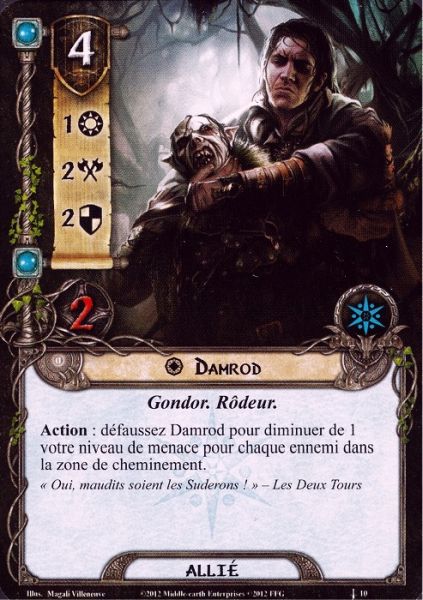 4
1
2
2
2
Damrod
Gondor. Rôdeur.
Action : défaussez Damrod pour diminuer de 1
votre niveau de menace pour chaque ennemi dans
la zone de cheminement.
« Oui, maudits soient les Suderons ! » – Les Deux Tours
ALLIÉ
Illus. Magali Villeneuve ©2012 Middle-earth Enterprises • 2012 FFG 10